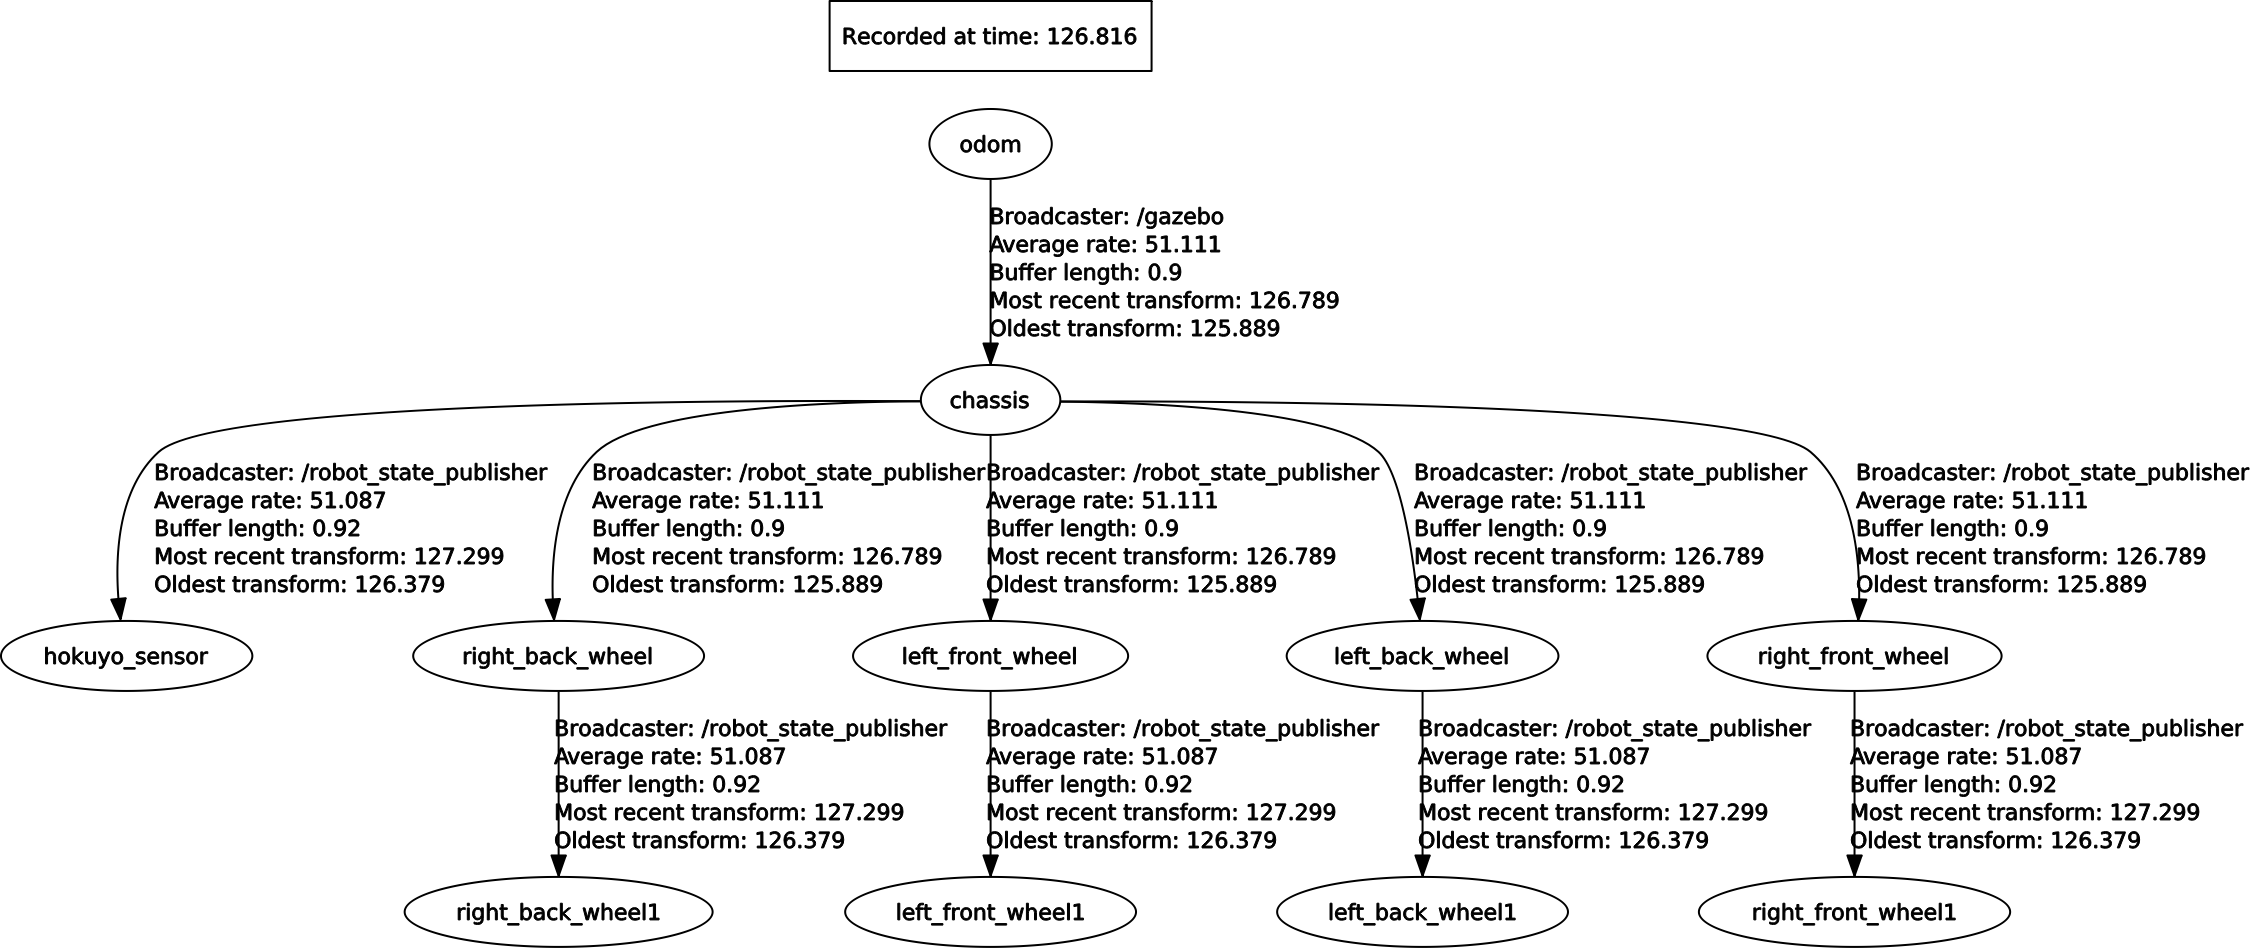 Recorded at time: 126.816
odom
Broadcaster: /gazebo
Average rate: 51.111
Buffer length: 0.9
Most recent transform: 126.789
Oldest transform: 125.889
chassis
Broadcaster: /robot_state_publisher
Average rate: 51.087
Buffer length: 0.92
Most recent transform: 127.299
Oldest transform: 126.379
Broadcaster: /robot_state_publisher
Average rate: 51.111
Buffer length: 0.9
Most recent transform: 126.789
Oldest transform: 125.889
Broadcaster: /robot_state_publisher
Average rate: 51.111
Buffer length: 0.9
Most recent transform: 126.789
Oldest transform: 125.889
Broadcaster: /robot_state_publisher
Average rate: 51.111
Buffer length: 0.9
Most recent transform: 126.789
Oldest transform: 125.889
Broadcaster: /robot_state_publisher
Average rate: 51.111
Buffer length: 0.9
Most recent transform: 126.789
Oldest transform: 125.889
hokuyo_sensor
right_back_wheel
left_front_wheel
left_back_wheel
right_front_wheel
Broadcaster: /robot_state_publisher
Average rate: 51.087
Buffer length: 0.92
Most recent transform: 127.299
Oldest transform: 126.379
Broadcaster: /robot_state_publisher
Average rate: 51.087
Buffer length: 0.92
Most recent transform: 127.299
Oldest transform: 126.379
Broadcaster: /robot_state_publisher
Average rate: 51.087
Buffer length: 0.92
Most recent transform: 127.299
Oldest transform: 126.379
Broadcaster: /robot_state_publisher
Average rate: 51.087
Buffer length: 0.92
Most recent transform: 127.299
Oldest transform: 126.379
right_back_wheel1
left_front_wheel1
left_back_wheel1
right_front_wheel1